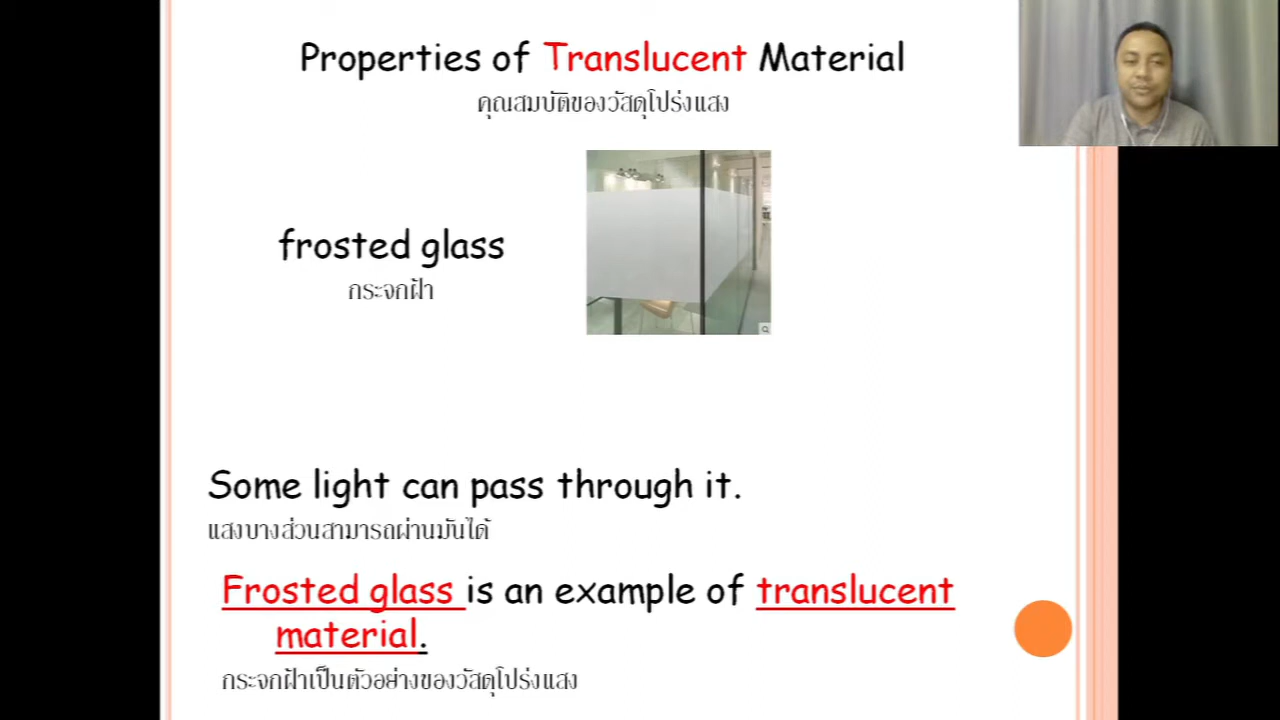 Properties of Translucent Material
คุณสมบัติของวัสดุโปร่งแสง
frosted glass
กระจกฝ้า
Some light can pass through it.
แสงบางส่วนสามารถผ่านมันได้
Frosted glass is an example of translucent
material.
กระจกฝ้าเป็นตัวอย่างของวัสดุโปร่งแสง